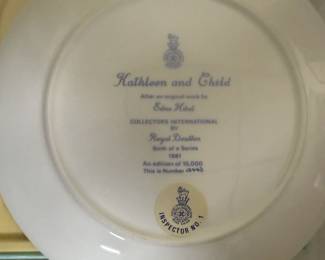 Kathleen and Child
After an original work by
Edna Hibel
COLLECTORS INTERNATIONAL
BY
Royal Doulton
Sixth of a Series
1981
An edition of 15,000
This is Number
INSPECTOR NO. 1